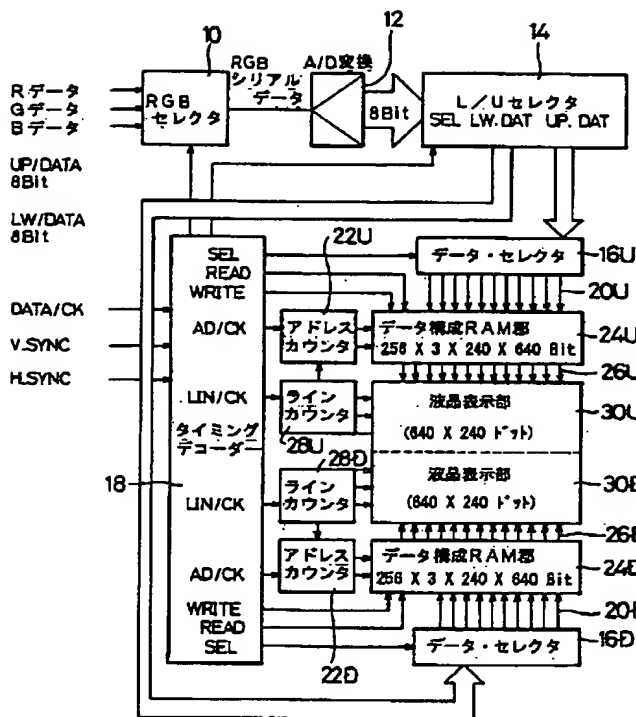 10
12
14
RGB
シリアル
データ
A/D変換
Rデータ
Gデータ
Bデータ
RGB
セレクタ
8Bit
L/Uセレクタ
SEL LW.DAT UP.DAT
UP/DATA
8Bit
LW/DATA
8Bit
22U
データ・セレクタ
16U
SEL
READ
WRITE
20U
DATA/CK
AD/CK
アドレス
カウンタ
データ構成RAM郡
256 X 3 X 240 X 640 Bit
24U
V.SYNC
26U
H.SYNC
LIN/CK
ライン
カウンタ
28U
液晶表示部
(640 X 240 ドット)
30U
タイミング
デコーダー
18
28D
LIN/CK
ライン
カウンタ
液晶表示部
(640 X 240 ドット)
30D
26D
AD/CK
アドレス
カウンタ
データ構成RAM郡
256 X 3 X 240 X 640 Bit
24D
WRITE
READ
SEL
20D
22D
データ・セレクタ
16D